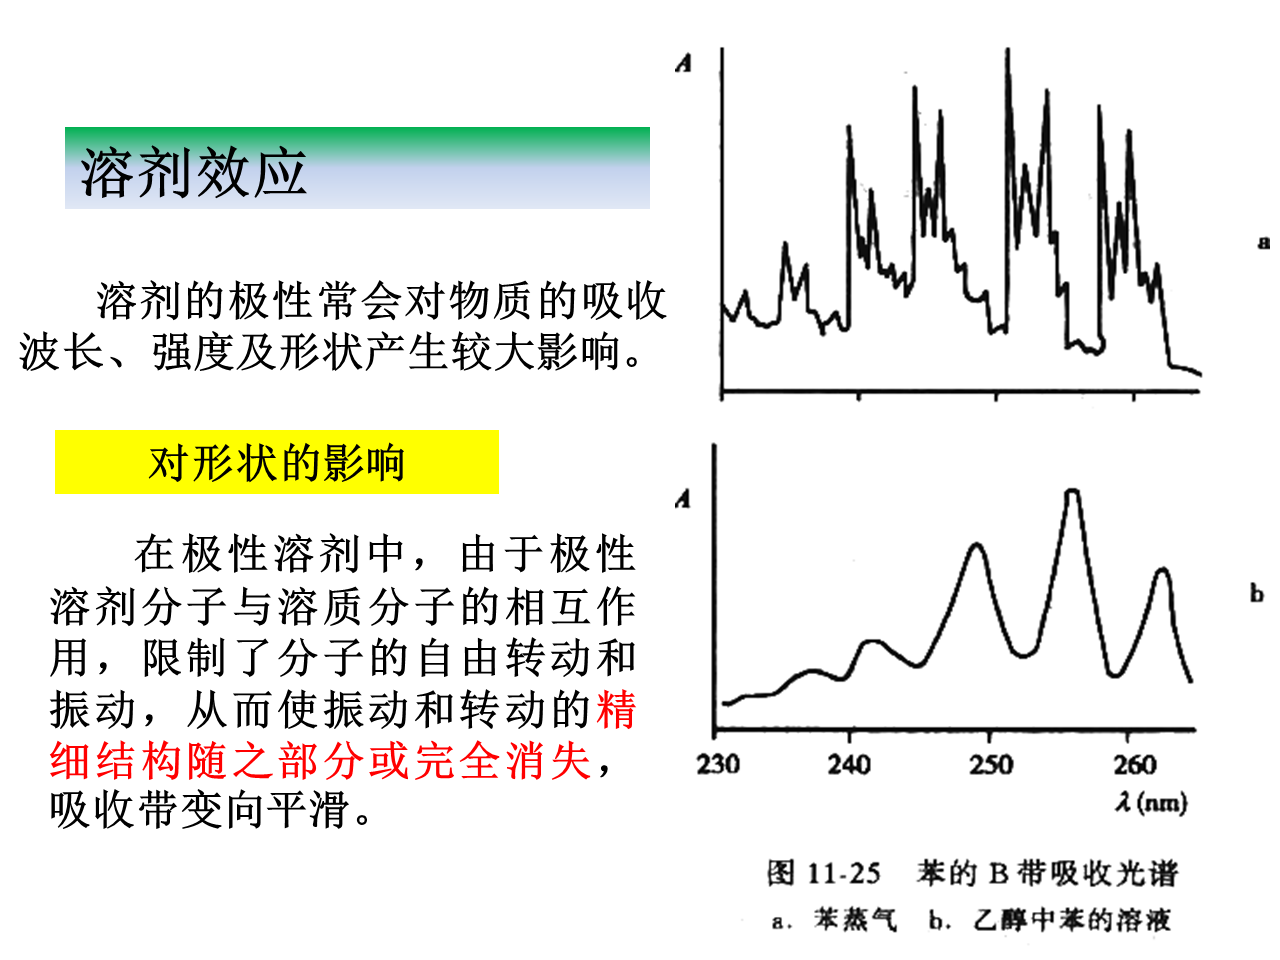 溶剂效应
溶剂的极性常会对物质的吸收
波长、强度及形状产生较大影响。
对形状的影响
在极性溶剂中，由于极性
溶剂分子与溶质分子的相互作
用，限制了分子的自由转动和
振动，从而使振动和转动的精
细结构随之部分或完全消失，
吸收带变向平滑。
A
a
A
b
230 240 250 260
λ(nm)
图 11-25 苯的 B 带吸收光谱
a. 苯蒸气 b. 乙醇中苯的溶液